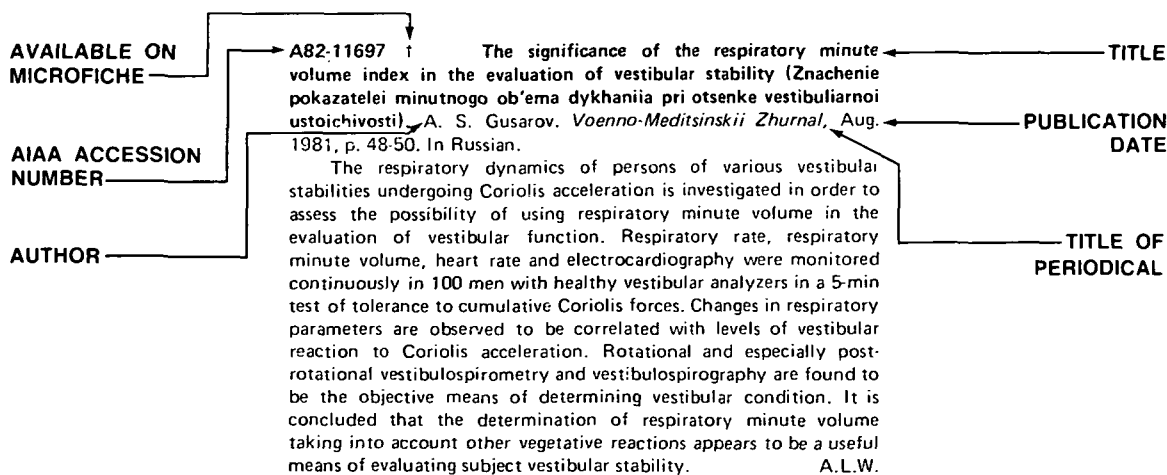 AVAILABLE ON
MICROFICHE
AIAA ACCESSION
NUMBER
AUTHOR
A82-11697 † The significance of the respiratory minute
volume index in the evaluation of vestibular stability (Znachenie
pokazatelei minutnogo ob'ema dykhaniia pri otsenke vestibuliarnoi
ustoichivosti). A. S. Gusarov. Voenno-Meditsinskii Zhurnal, Aug.
1981, p. 48-50. In Russian.
The respiratory dynamics of persons of various vestibular
stabilities undergoing Coriolis acceleration is investigated in order to
assess the possibility of using respiratory minute volume in the
evaluation of vestibular function. Respiratory rate, respiratory
minute volume, heart rate and electrocardiography were monitored
continuously in 100 men with healthy vestibular analyzers in a 5-min
test of tolerance to cumulative Coriolis forces. Changes in respiratory
parameters are observed to be correlated with levels of vestibular
reaction to Coriolis acceleration. Rotational and especially post-
rotational vestibulospirometry and vestibulospirography are found to
be the objective means of determining vestibular condition. It is
concluded that the determination of respiratory minute volume
taking into account other vegetative reactions appears to be a useful
means of evaluating subject vestibular stability. A.L.W.
TITLE
PUBLICATION
DATE
TITLE OF
PERIODICAL